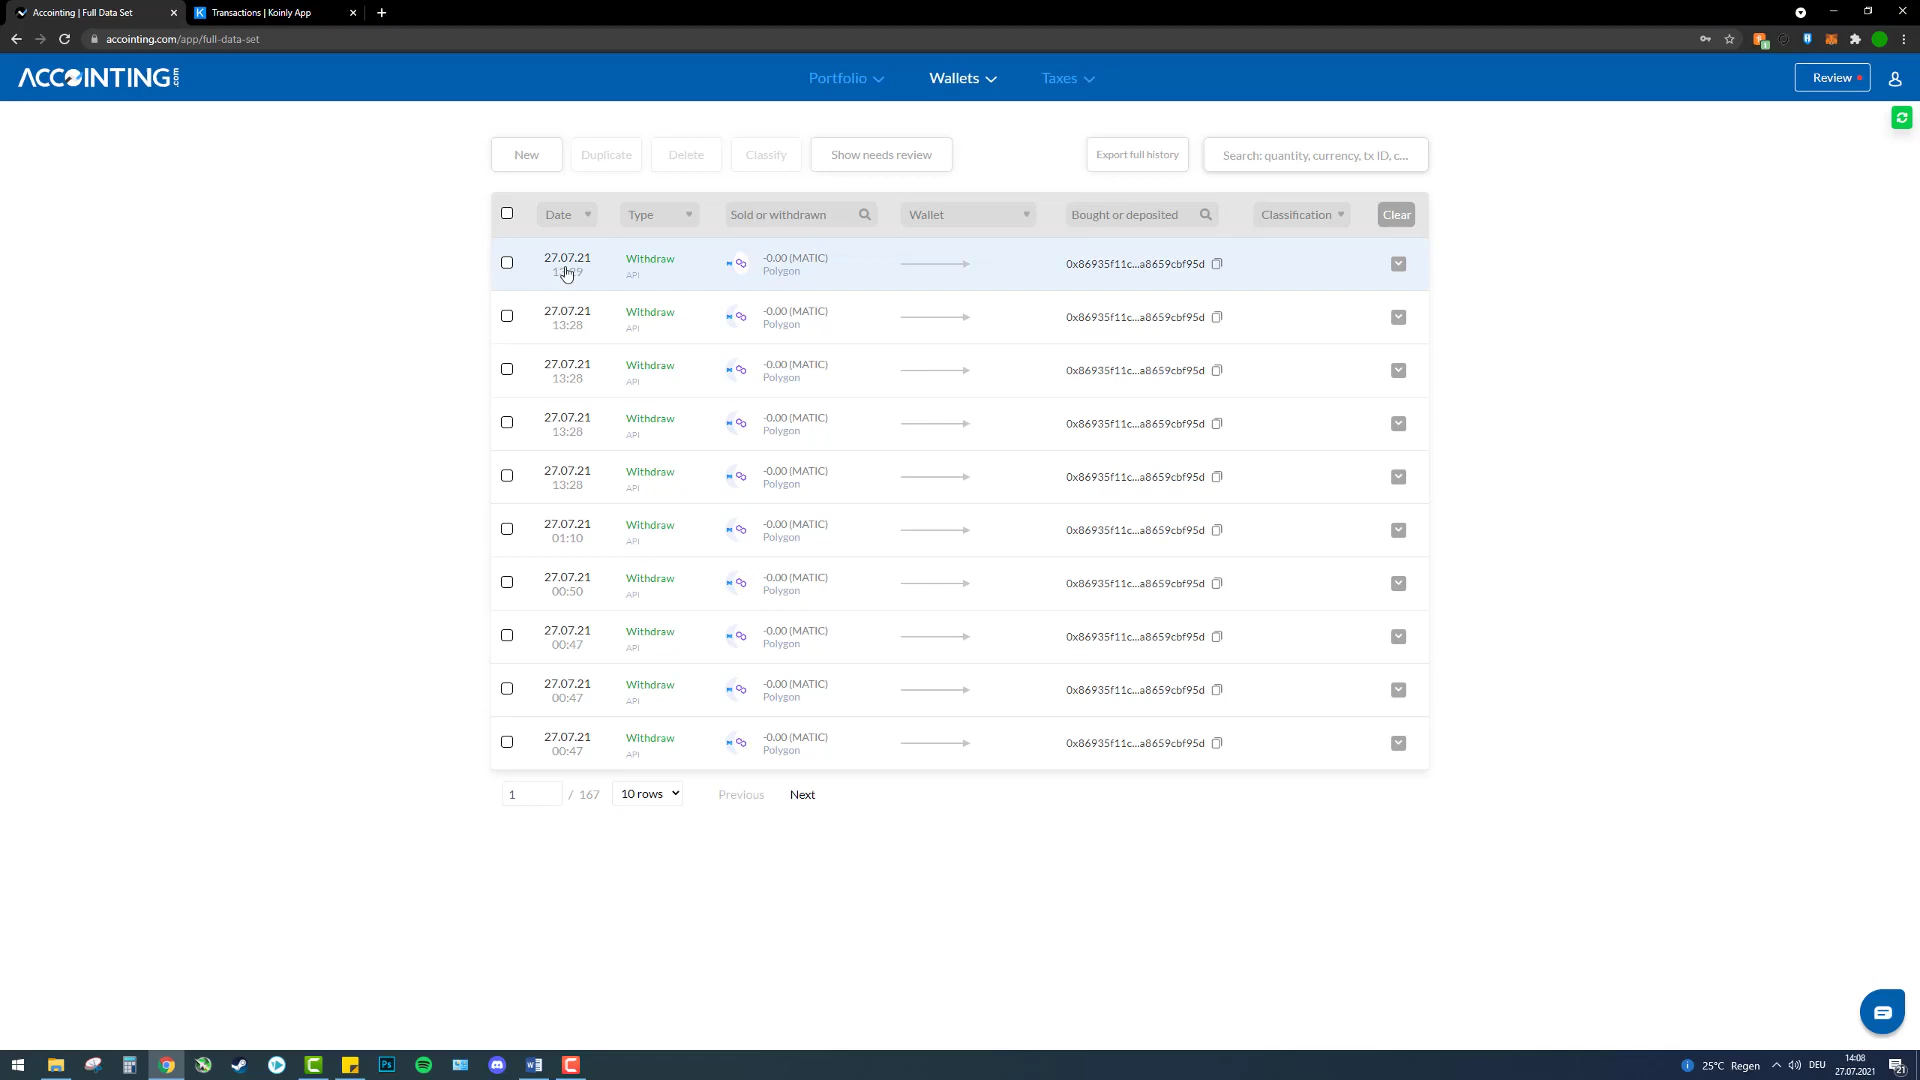 Accointing | Full Data Set
Transactions | Koinly App
accointing.com/app/full-data-set
ACCOINTING.com
Portfolio
Wallets
Taxes
Review
New
Duplicate
Delete
Classify
Show needs review
Export full history
Search: quantity, currency, tx ID, c...
Date
Type
Sold or withdrawn
Wallet
Bought or deposited
Classification
Clear
27.07.21 Withdraw -0.00 (MATIC) 0x86935f11c...a8659cbf95d
API Polygon
27.07.21 Withdraw -0.00 (MATIC) 0x86935f11c...a8659cbf95d
13:28 API Polygon
27.07.21 Withdraw -0.00 (MATIC) 0x86935f11c...a8659cbf95d
13:28 API Polygon
27.07.21 Withdraw -0.00 (MATIC) 0x86935f11c...a8659cbf95d
13:28 API Polygon
27.07.21 Withdraw -0.00 (MATIC) 0x86935f11c...a8659cbf95d
13:28 API Polygon
27.07.21 Withdraw -0.00 (MATIC) 0x86935f11c...a8659cbf95d
01:10 API Polygon
27.07.21 Withdraw -0.00 (MATIC) 0x86935f11c...a8659cbf95d
00:50 API Polygon
27.07.21 Withdraw -0.00 (MATIC) 0x86935f11c...a8659cbf95d
00:47 API Polygon
27.07.21 Withdraw -0.00 (MATIC) 0x86935f11c...a8659cbf95d
00:47 API Polygon
27.07.21 Withdraw -0.00 (MATIC) 0x86935f11c...a8659cbf95d
00:47 API Polygon
1 / 167 10 rows Previous Next
25°C Regen
DEU
14:08
27.07.2021
21